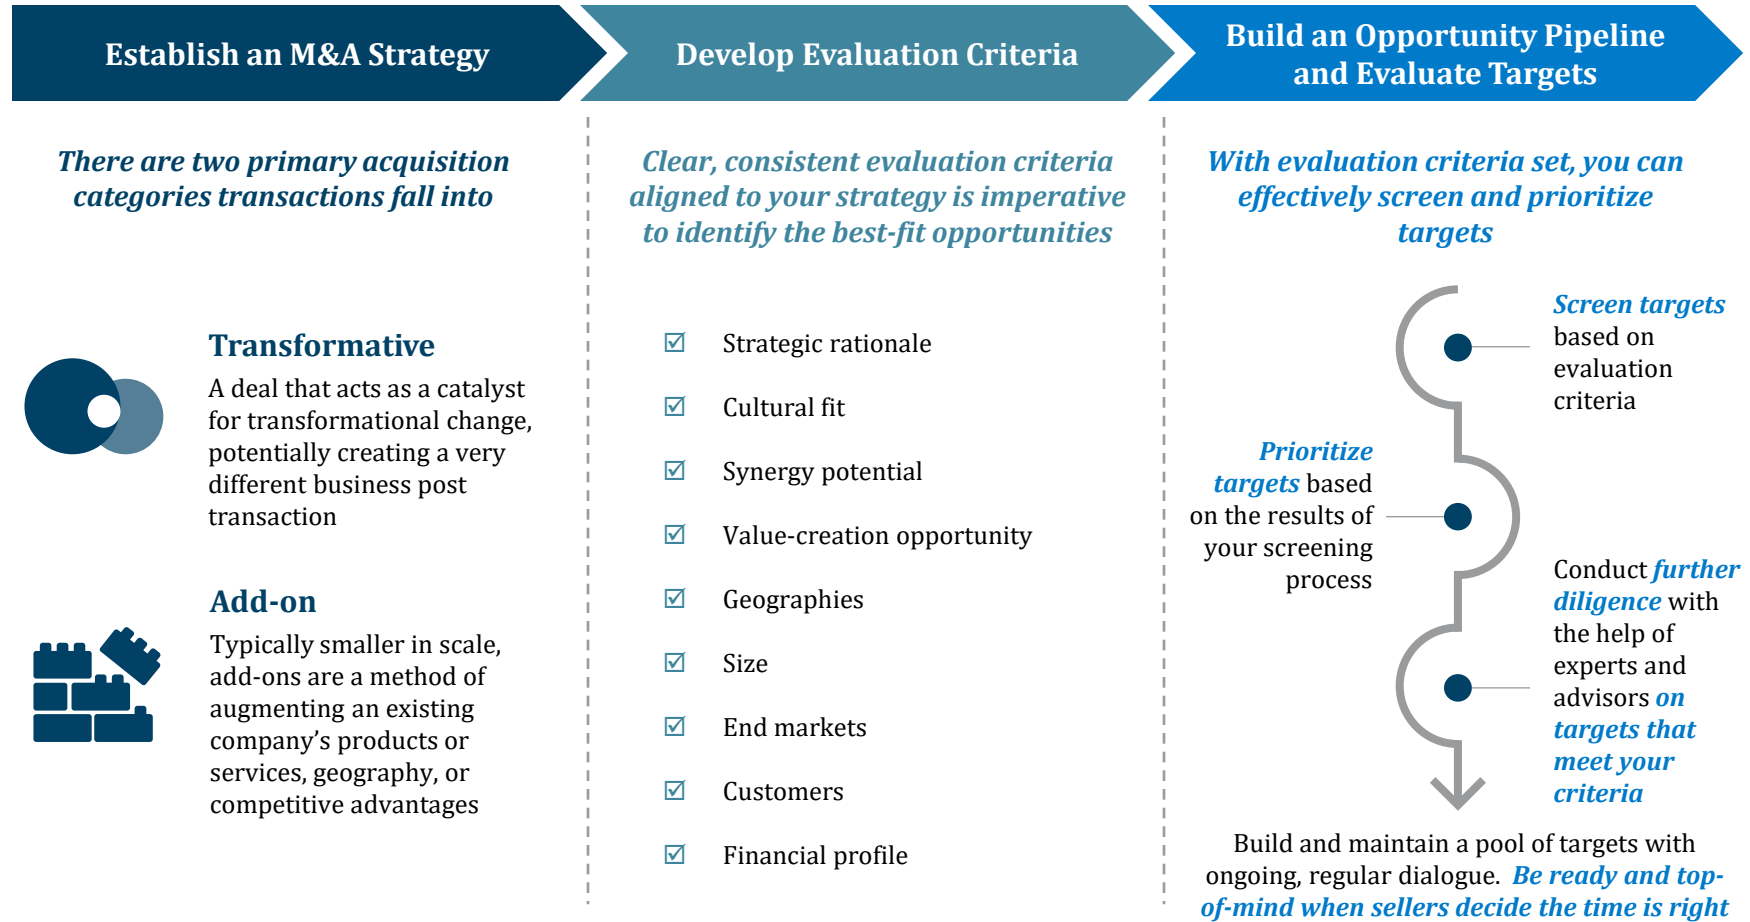 Establish an M&A Strategy
There are two primary acquisition
categories transactions fall into
Transformative
A deal that acts as a catalyst
for transformational change,
potentially creating a very
different business post
transaction
Add-on
Typically smaller in scale,
add-ons are a method of
augmenting an existing
company's products or
services, geography, or
competitive advantages
Develop Evaluation Criteria
Clear, consistent evaluation criteria
aligned to your strategy is imperative
to identify the best-fit opportunities
☑ Strategic rationale
☑ Cultural fit
☑ Synergy potential
☑ Value-creation opportunity
☑ Geographies
☑ Size
☑ End markets
☑ Customers
☑ Financial profile
Build an Opportunity Pipeline
and Evaluate Targets
With evaluation criteria set, you can
effectively screen and prioritize
targets
Screen targets
based on
evaluation
criteria
Prioritize
targets based
on the results of
your screening
process
Conduct further
diligence with
the help of
experts and
advisors on
targets that
meet your
criteria
Build and maintain a pool of targets with
ongoing, regular dialogue. Be ready and top-
of-mind when sellers decide the time is right